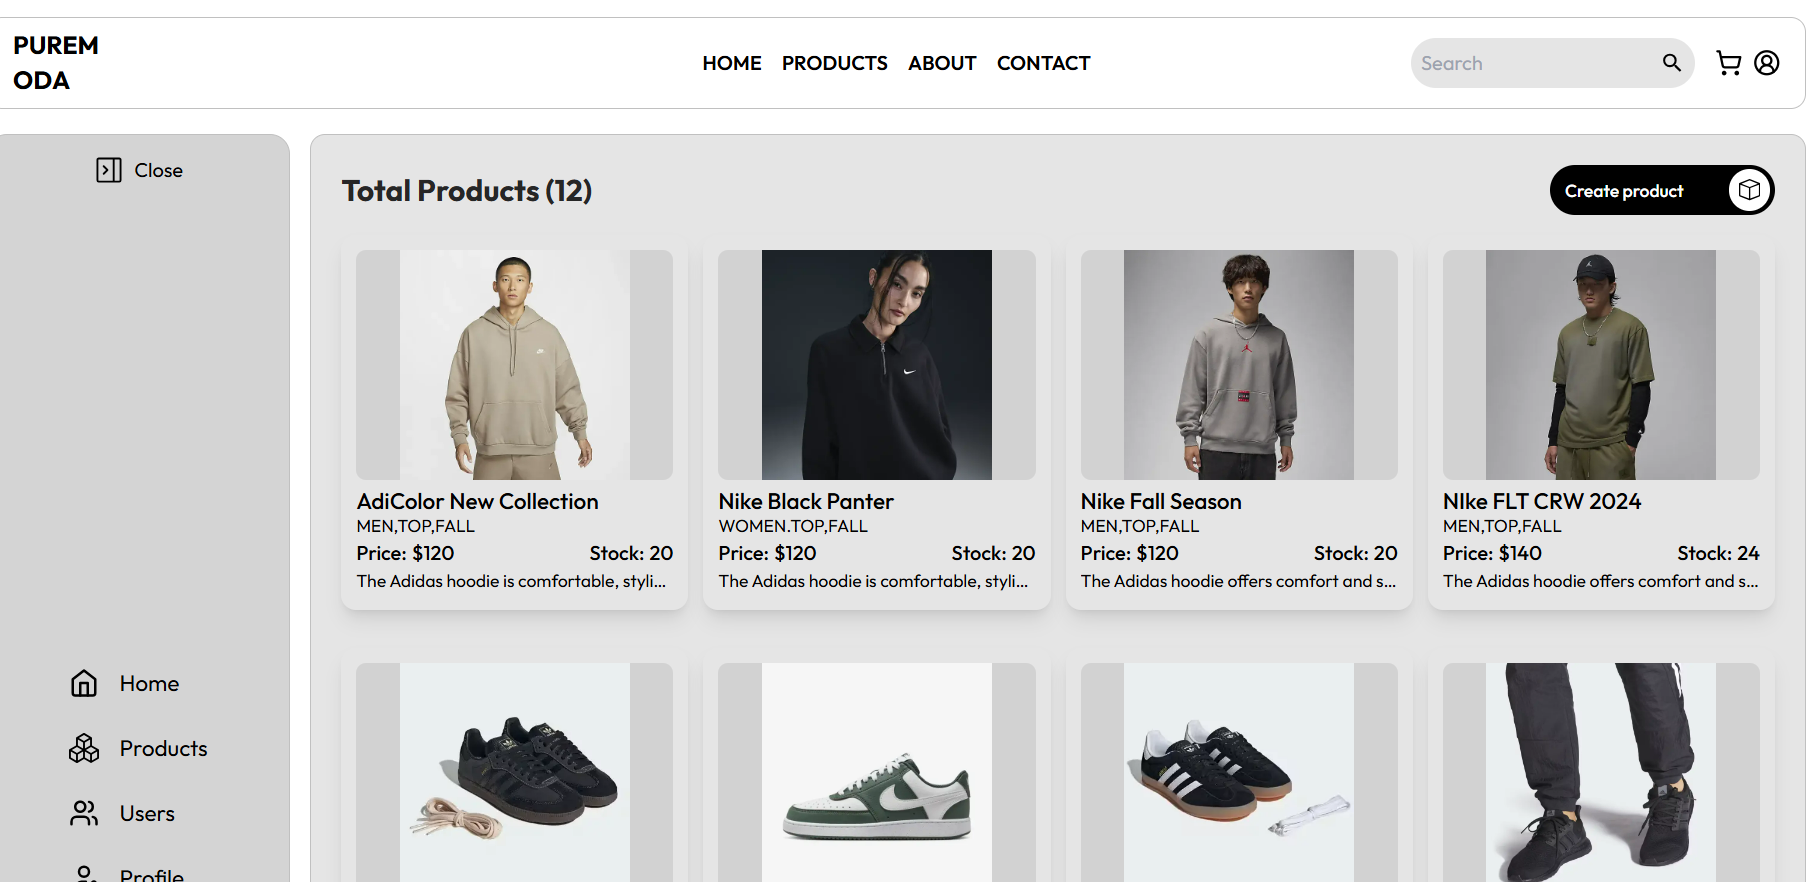 PUREM
ODA
HOME PRODUCTS ABOUT CONTACT
Search
Close
Total Products (12)
Create product
AdiColor New Collection
MEN,TOP,FALL
Price: $120 Stock: 20
The Adidas hoodie is comfortable, styli...
Nike Black Panter
WOMEN.TOP,FALL
Price: $120 Stock: 20
The Adidas hoodie is comfortable, styli...
Nike Fall Season
MEN,TOP,FALL
Price: $120 Stock: 20
The Adidas hoodie offers comfort and s...
NIke FLT CRW 2024
MEN,TOP,FALL
Price: $140 Stock: 24
The Adidas hoodie offers comfort and s...
Home
Products
Users
Profile